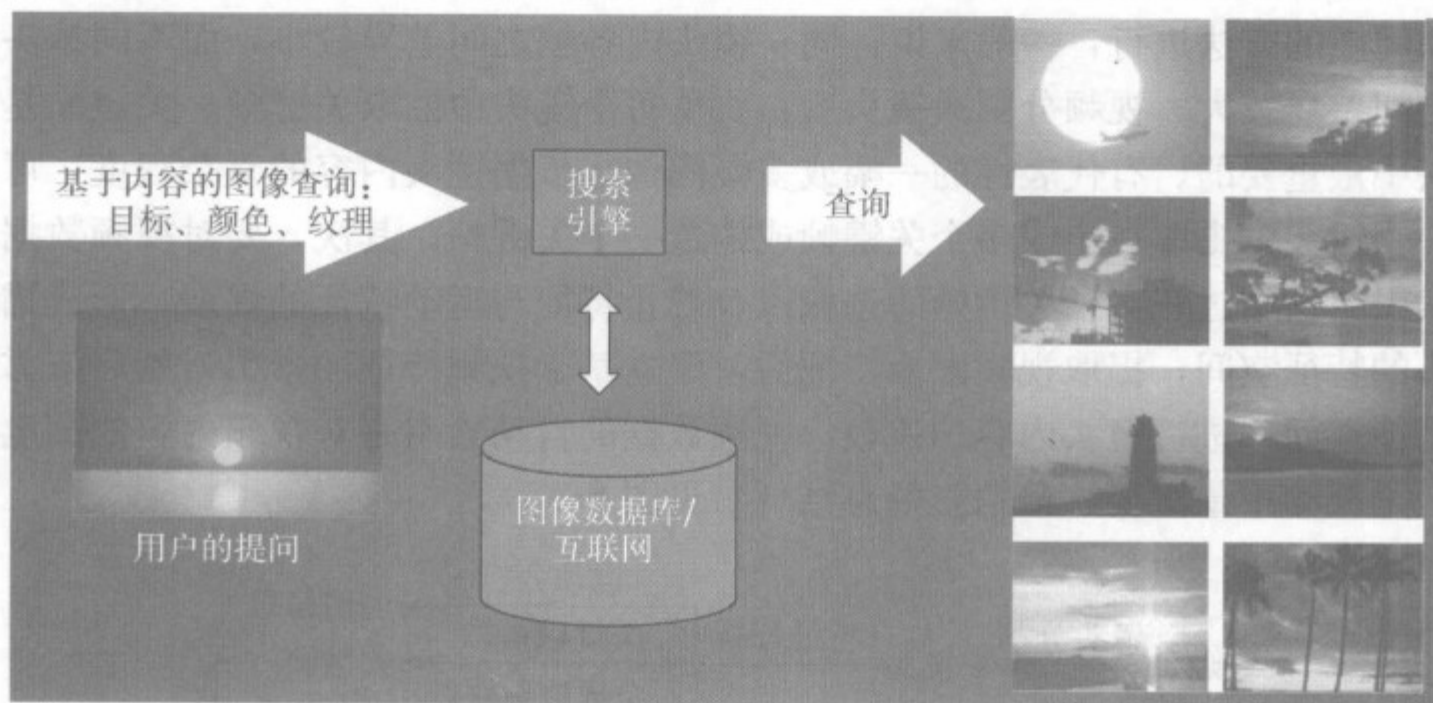 基于内容的图像查询：
目标、颜色、纹理
搜索
引擎
查询
用户的提问
图像数据库/
互联网